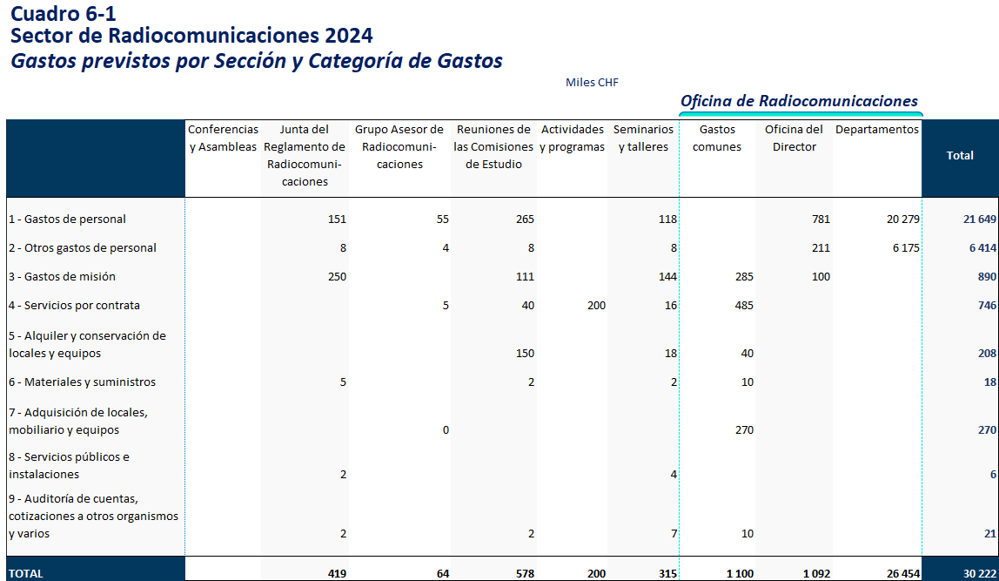 Cuadro 6-1
Sector de Radiocomunicaciones 2024
Gastos previstos por Sección y Categoría de Gastos
Miles CHF
Oficina de Radiocomunicaciones
Conferencias y Asambleas
Junta del Reglamento de Radiocomuni-caciones
Grupo Asesor de Radiocomuni-caciones
Reuniones de las Comisiones de Estudio
Actividades y programas
Seminarios y talleres
Gastos comunes
Oficina del Director
Departamentos
Total
1 - Gastos de personal 151 55 265 118 781 20 279 21 649
2 - Otros gastos de personal 8 4 8 8 211 6 175 6 414
3 - Gastos de misión 250 111 144 285 100 890
4 - Servicios por contrata 5 40 200 16 485 746
5 - Alquiler y conservación de
locales y equipos 150 18 40 208
6 - Materiales y suministros 5 2 2 10 18
7 - Adquisición de locales,
mobiliario y equipos 0 270 270
8 - Servicios públicos e
instalaciones 2 4 6
9 - Auditoría de cuentas,
cotizaciones a otros organismos
y varios 2 2 7 10 21
TOTAL 419 64 578 200 315 1 100 1 092 26 454 30 222